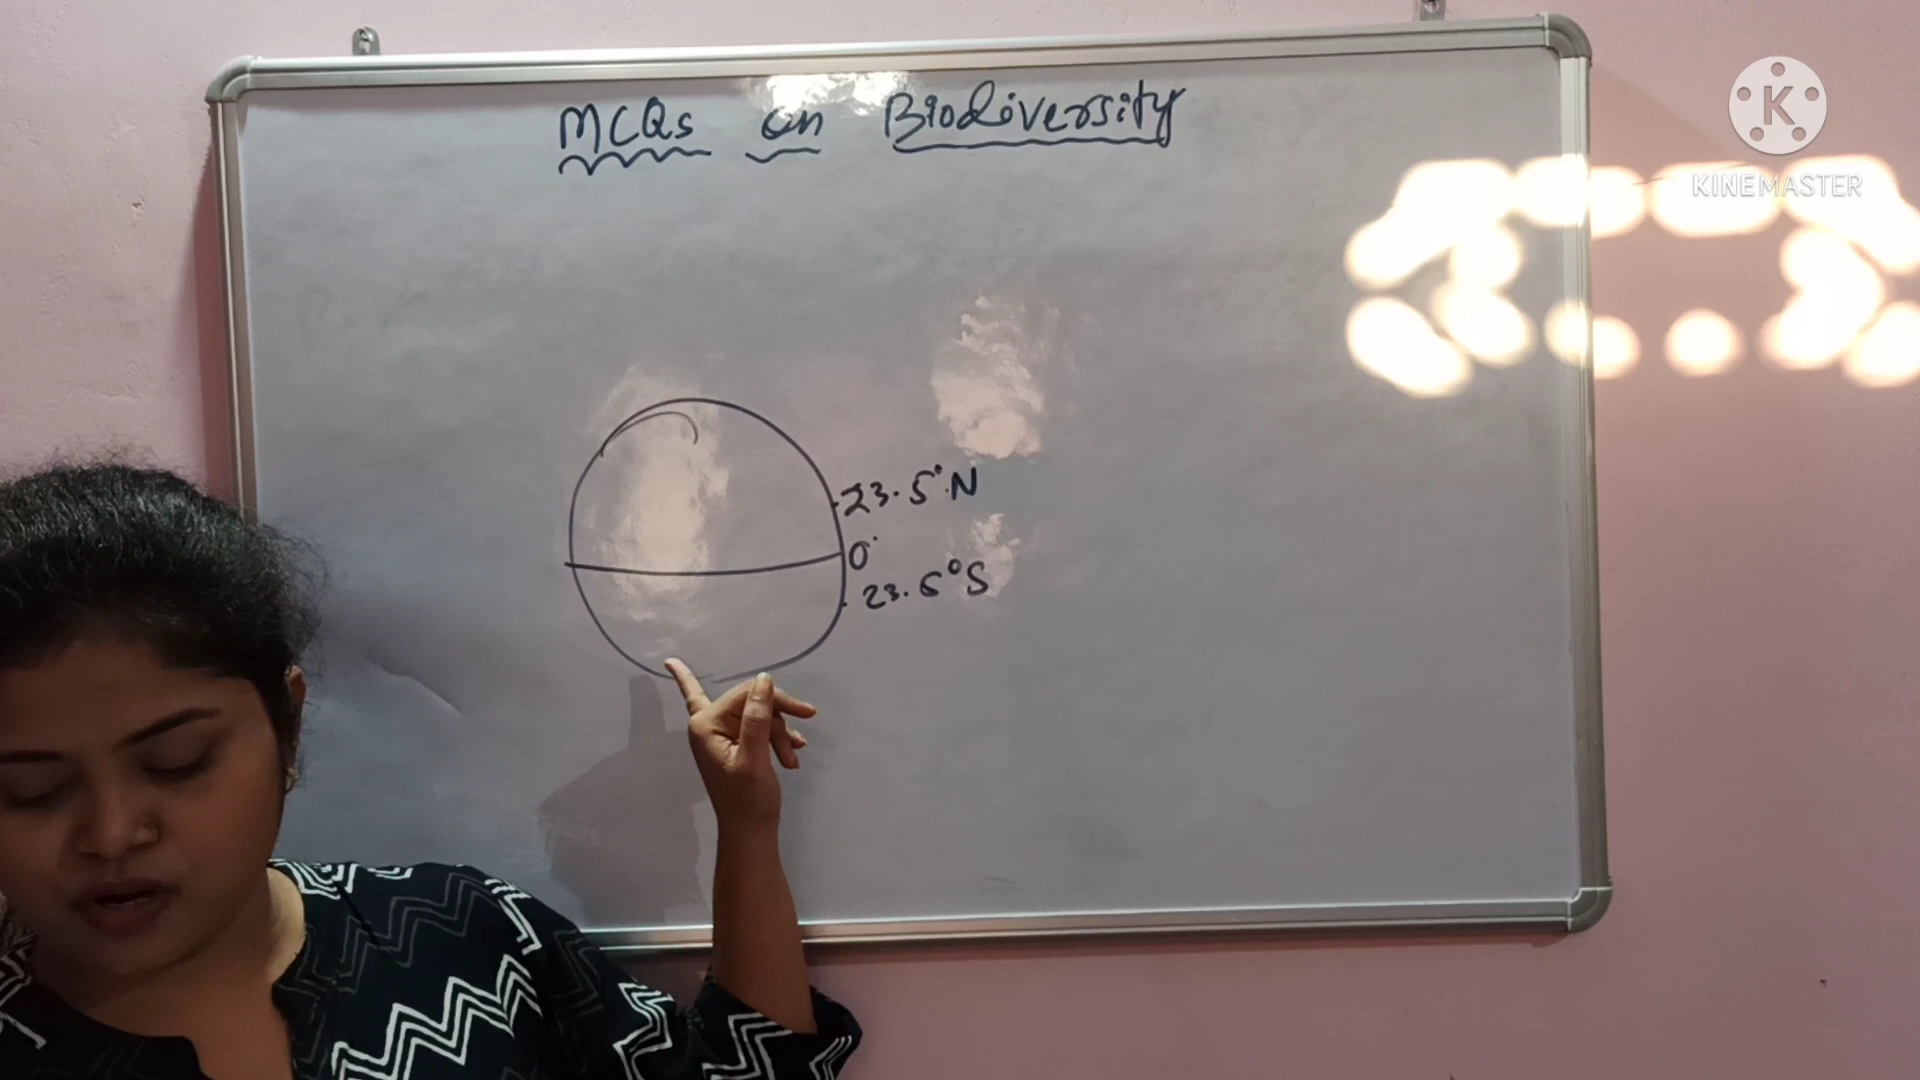 MCQs on Biodiversity
K
KINEMASTER
23.5°N
0°
23.5°S